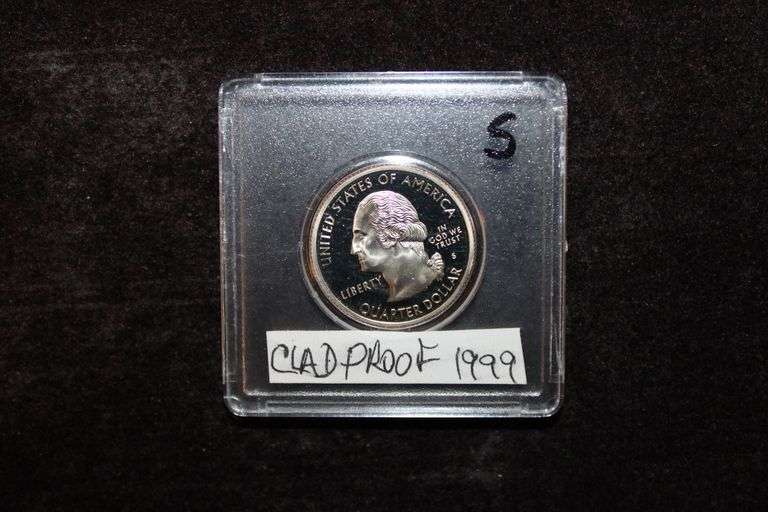 S
UNITED STATES OF AMERICA
IN
GOD WE
TRUST
S
LIBERTY
QUARTER DOLLAR
CLAD PROOF 1999